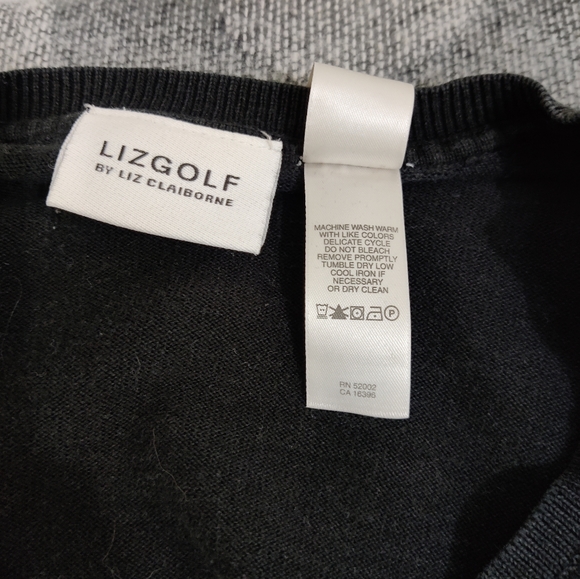 LIZGOLF
BY LIZ CLAIBORNE
MACHINE WASH WARM
WITH LIKE COLORS
DELICATE CYCLE
DO NOT BLEACH
REMOVE PROMPTLY
TUMBLE DRY LOW
COOL IRON IF
NECESSARY
OR DRY CLEAN
P
RN 52002
CA 16396